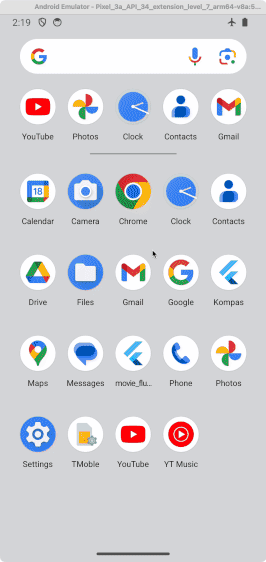 Android Emulator - Pixel_3a_API_34_extension_level_7_arm64-v8a:5...
2:19
YouTube Photos Clock Contacts Gmail
18
Calendar Camera Chrome Clock Contacts
Drive Files Gmail Google Kompas
Maps Messages movie_flu... Phone Photos
Settings TMoble YouTube YT Music